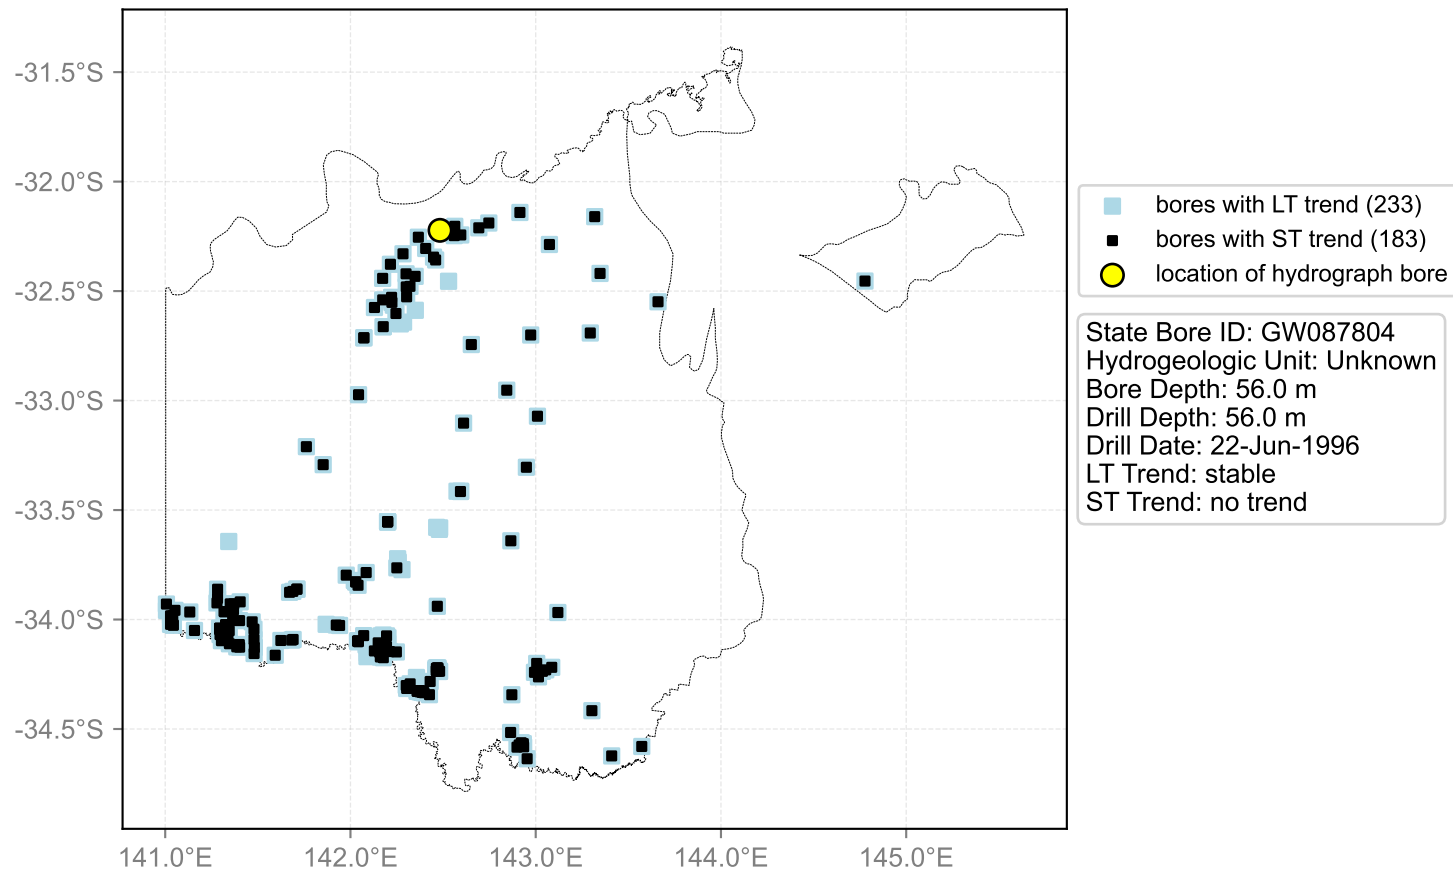 -31.5°S
-32.0°S
-32.5°S
-33.0°S
-33.5°S
-34.0°S
-34.5°S
141.0°E 142.0°E 143.0°E 144.0°E 145.0°E
bores with LT trend (233)
bores with ST trend (183)
location of hydrograph bore
State Bore ID: GW087804
Hydrogeologic Unit: Unknown
Bore Depth: 56.0 m
Drill Depth: 56.0 m
Drill Date: 22-Jun-1996
LT Trend: stable
ST Trend: no trend